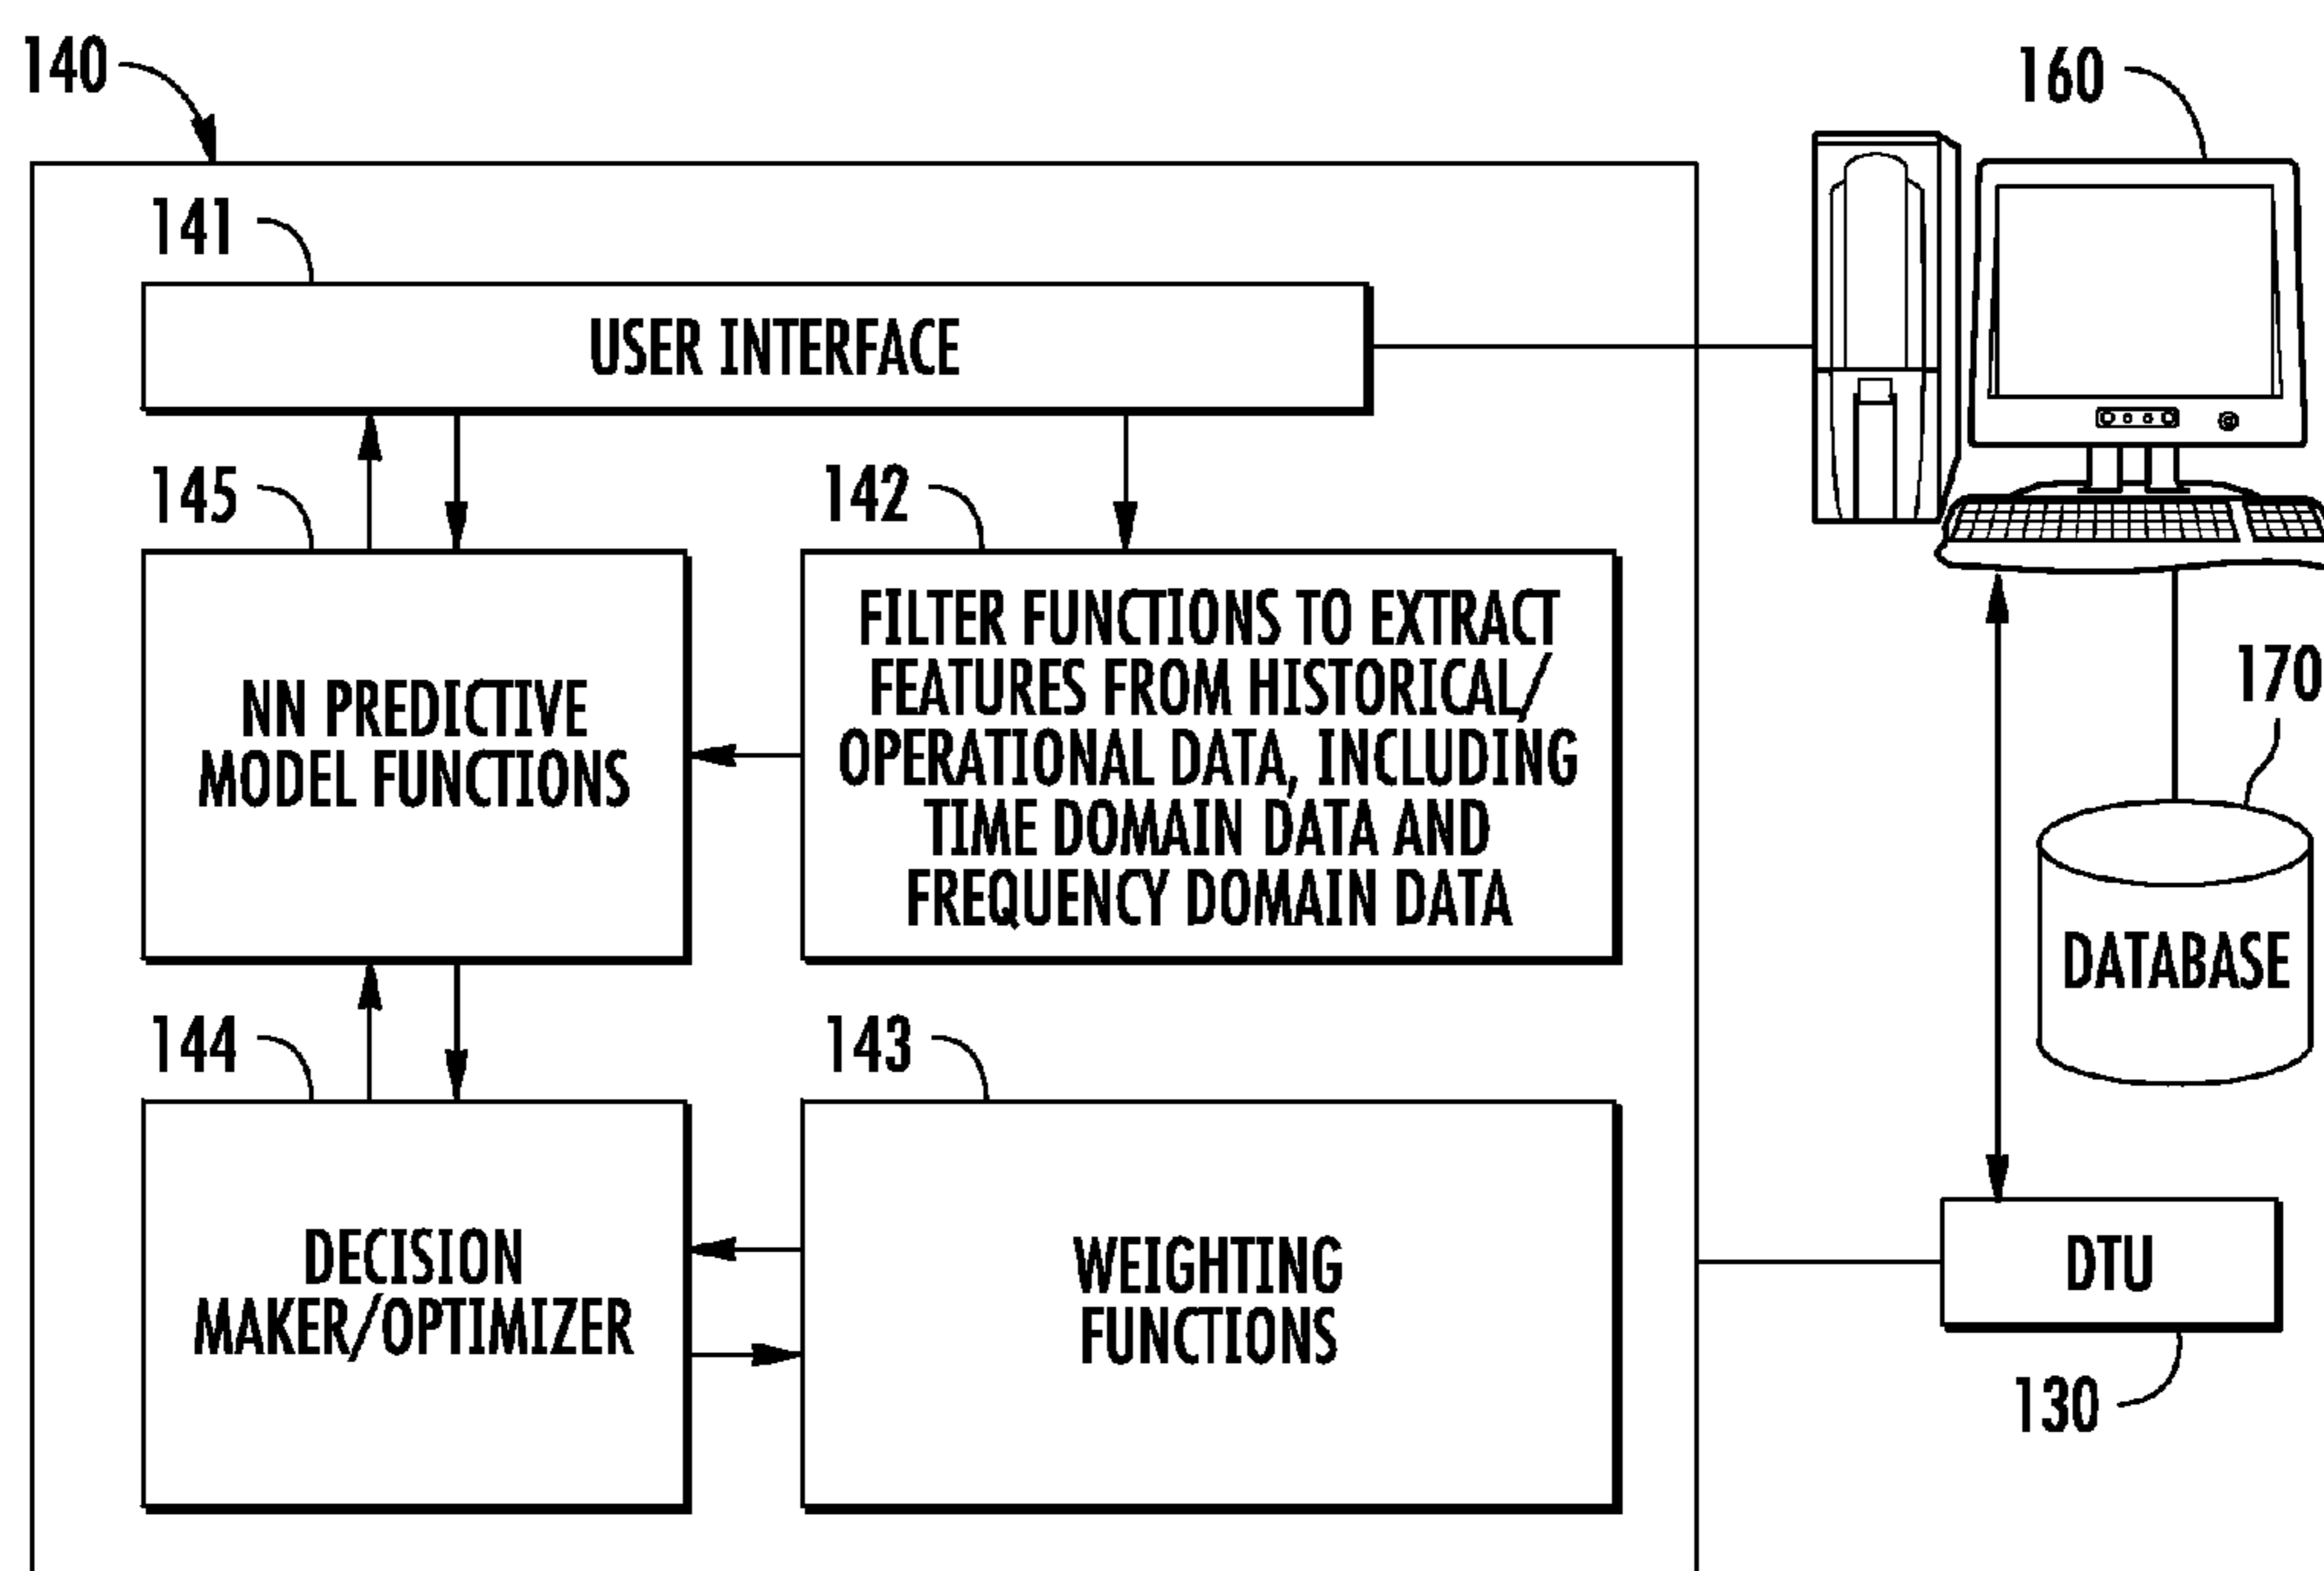 140
160
141
USER INTERFACE
145
142
NN PREDICTIVE
MODEL FUNCTIONS
FILTER FUNCTIONS TO EXTRACT
FEATURES FROM HISTORICAL/
OPERATIONAL DATA, INCLUDING
TIME DOMAIN DATA AND
FREQUENCY DOMAIN DATA
170
DATABASE
144
143
DECISION
MAKER/OPTIMIZER
WEIGHTING
FUNCTIONS
DTU
130